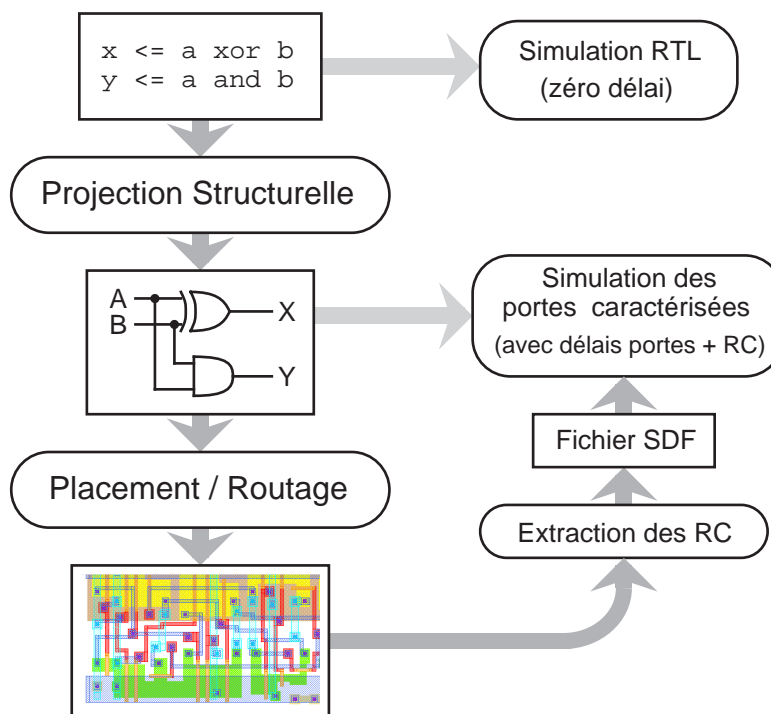 x <= a xor b
y <= a and b
Simulation RTL
(zéro délai)
Projection Structurelle
A
B
X
Y
Simulation des
portes caractérisées
(avec délais portes + RC)
Fichier SDF
Placement / Routage
Extraction des RC